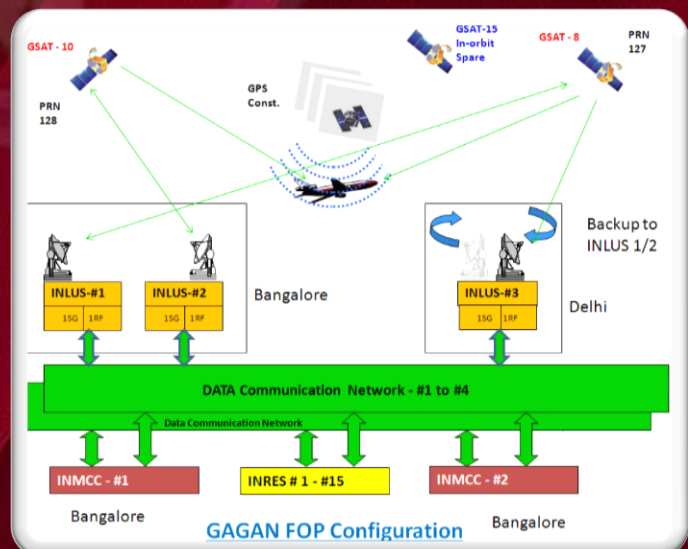 GSAT - 10
GSAT-15
In-orbit
Spare
GSAT - 8
PRN
127
GPS
Const.
PRN
128
Backup to
INLUS 1/2
INLUS-#1
INLUS-#2
Bangalore
INLUS-#3
Delhi
15G 1RF
15G 1RF
15G 1RF
DATA Communication Network - #1 to #4
Data Communication Network
INMCC - #1
INRES # 1 - #15
INMCC - #2
Bangalore
Bangalore
GAGAN FOP Configuration